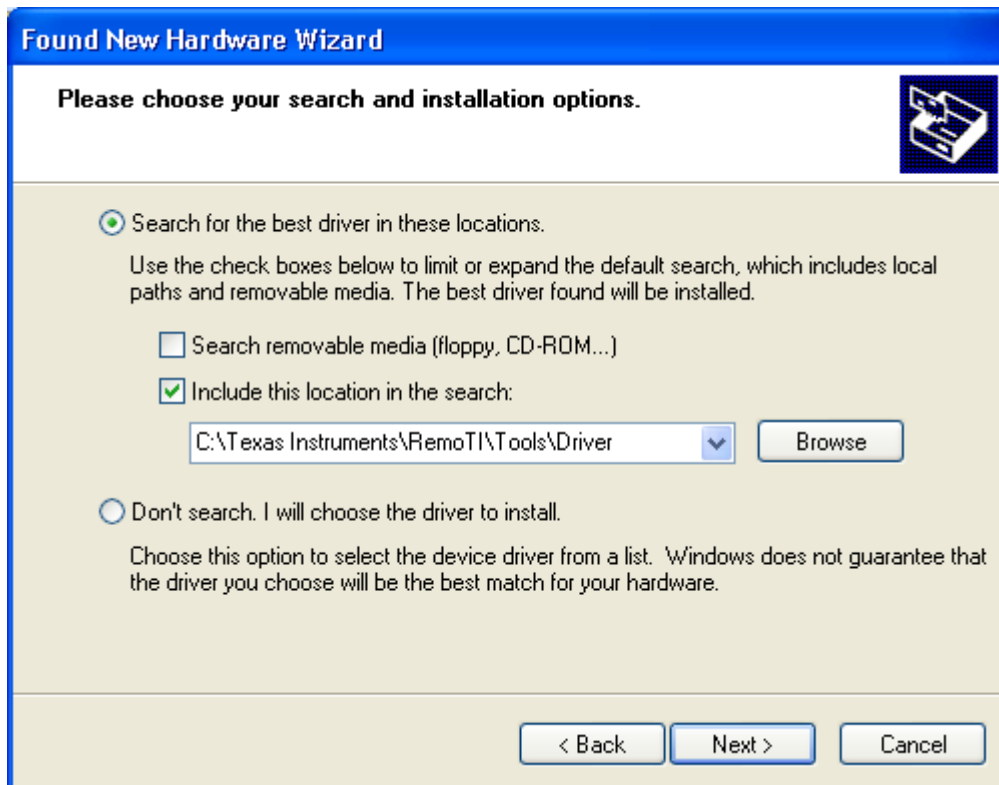 Found New Hardware Wizard
Please choose your search and installation options.
Search for the best driver in these locations.
Use the check boxes below to limit or expand the default search, which includes local
paths and removable media. The best driver found will be installed.
Search removable media (floppy, CD-ROM...)
Include this location in the search:
C:\Texas Instruments\RemoTI\Tools\Driver
Browse
Don't search. I will choose the driver to install.
Choose this option to select the device driver from a list.  Windows does not guarantee that
the driver you choose will be the best match for your hardware.
< Back
Next >
Cancel